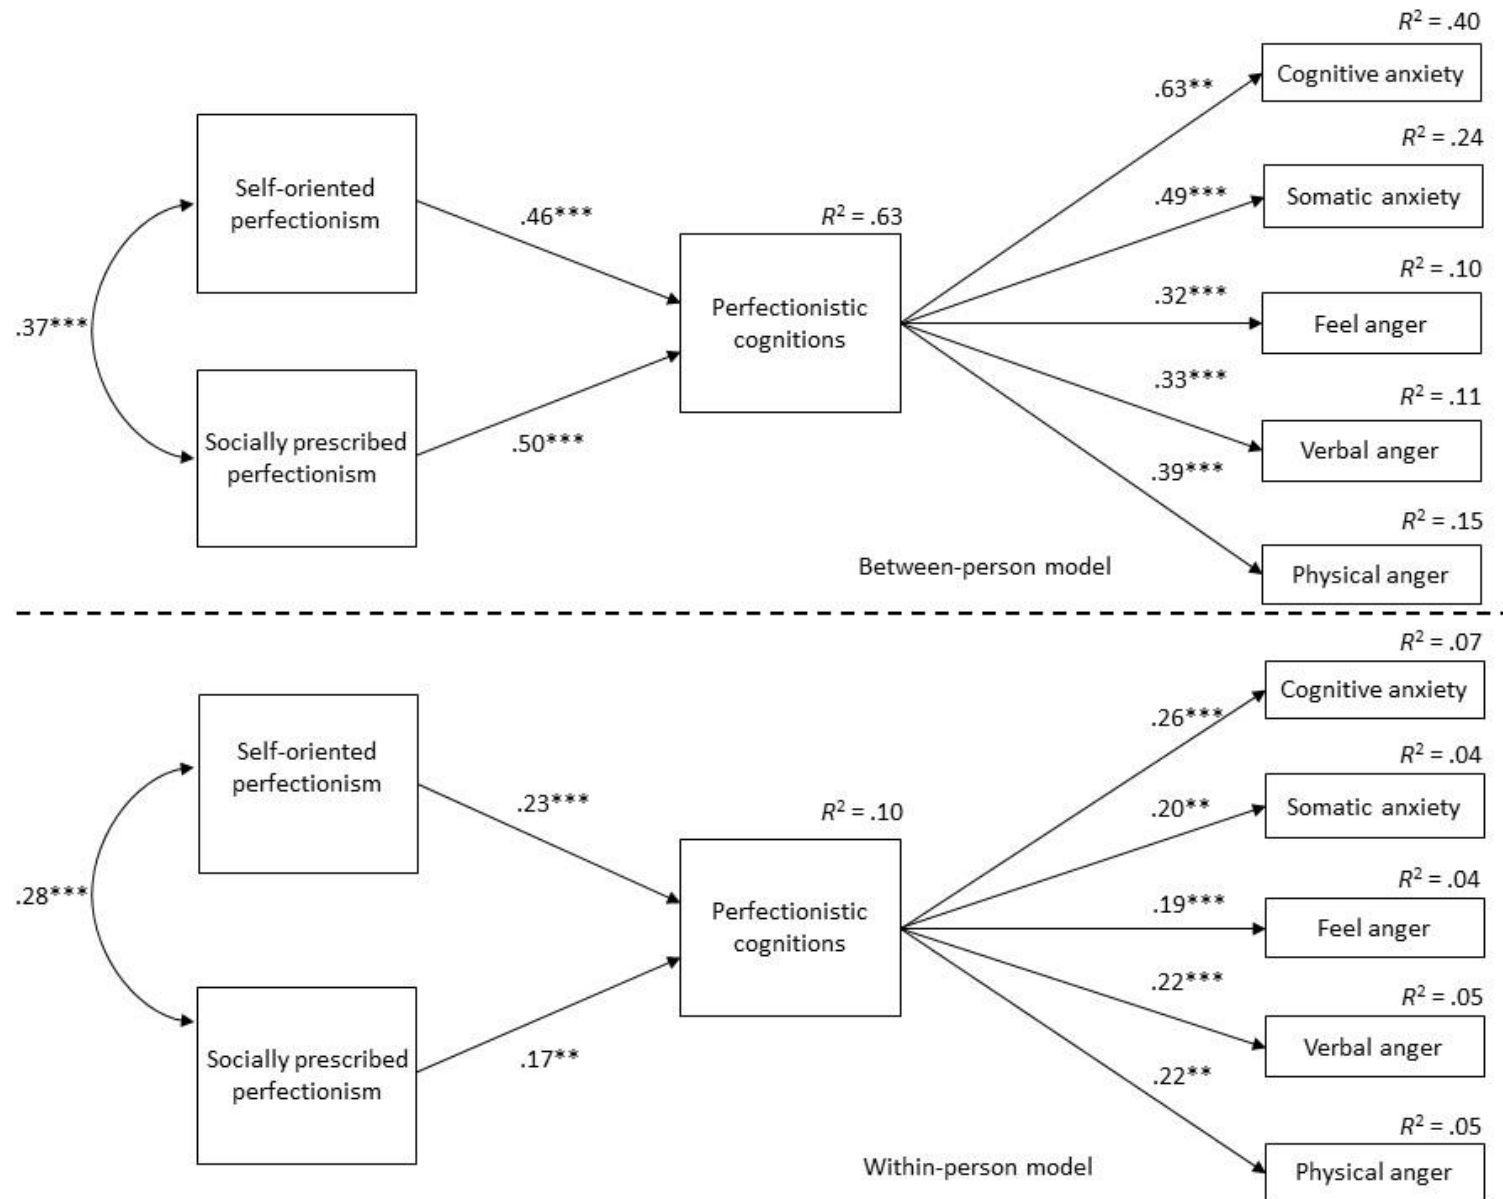 R² = .40
Cognitive anxiety
.63**
R² = .24
Self-oriented
perfectionism
.46***
.49***
Somatic anxiety
R² = .63
R² = .10
.32***
Perfectionistic
cognitions
Feel anger
.37***
.33***
R² = .11
Socially prescribed
perfectionism
.50***
Verbal anger
.39***
R² = .15
Between-person model
Physical anger
R² = .07
Cognitive anxiety
.26***
Self-oriented
perfectionism
R² = .04
.23***
R² = .10
.20**
Somatic anxiety
R² = .04
.28***
.19***
Perfectionistic
cognitions
Feel anger
.22***
R² = .05
Socially prescribed
perfectionism
.17**
Verbal anger
.22**
R² = .05
Within-person model
Physical anger